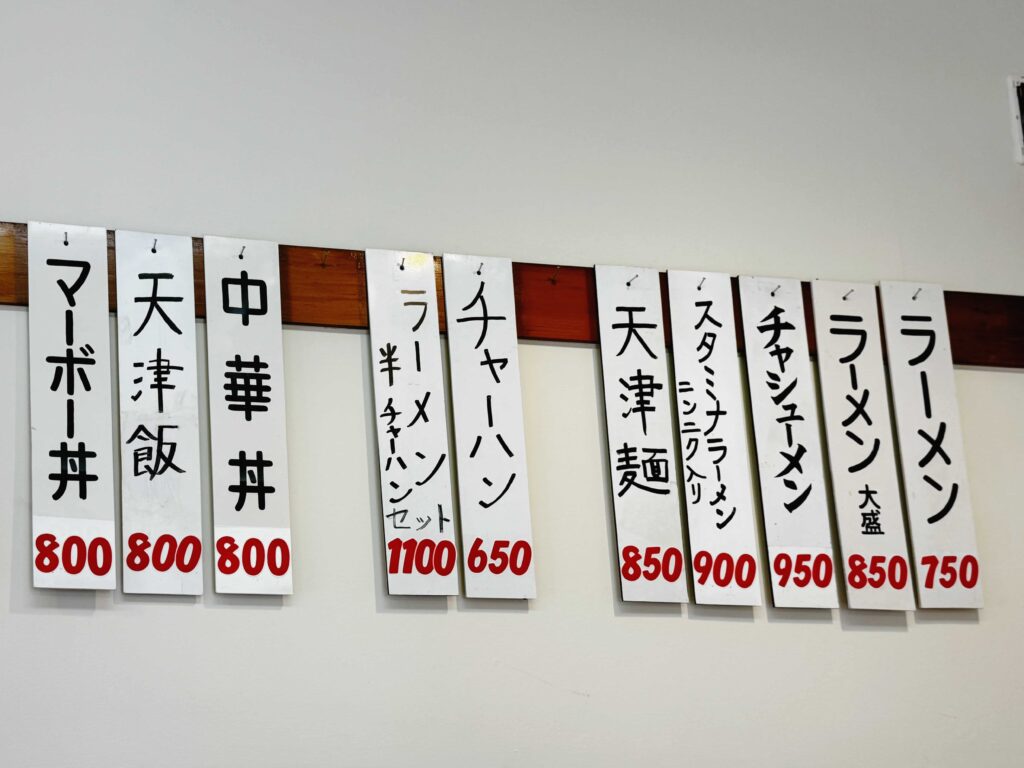 ラーメン
750
ラーメン
大盛
850
チャシューメン
950
スタミナラーメン
ニンニク入り
900
天津麺
850
チャーハン
650
ラーメン
半チャーハン
セット
1100
中華丼
800
天津飯
800
マーボー丼
800